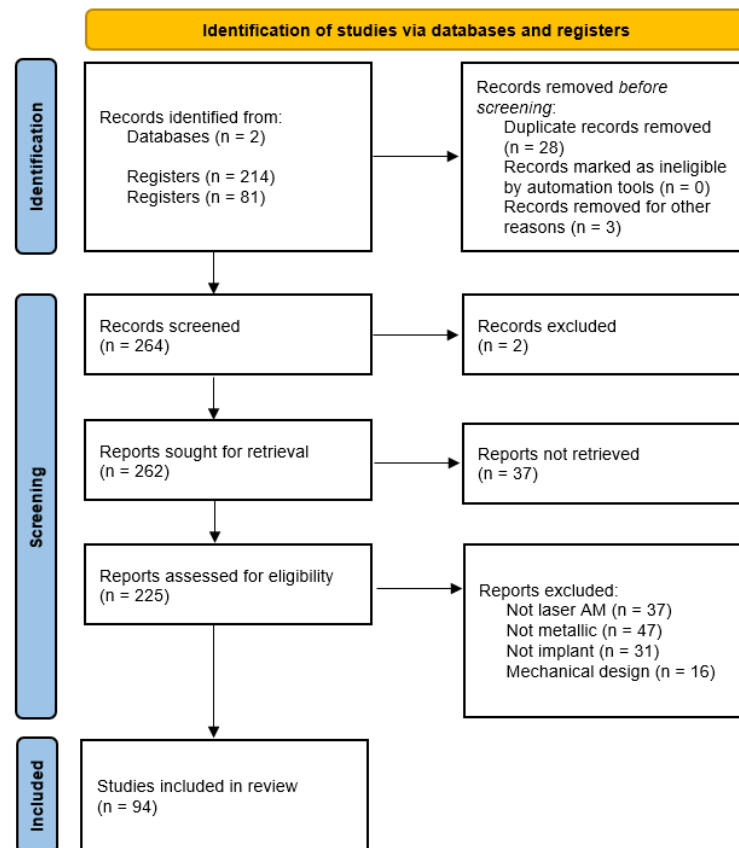 Identification of studies via databases and registers
Identification
Records identified from:
Databases (n = 2)
Registers (n = 214)
Registers (n = 81)
Records removed before
screening:
Duplicate records removed
(n = 28)
Records marked as ineligible
by automation tools (n = 0)
Records removed for other
reasons (n = 3)
Screening
Records screened
(n = 264)
Records excluded
(n = 2)
Reports sought for retrieval
(n = 262)
Reports not retrieved
(n = 37)
Reports assessed for eligibility
(n = 225)
Reports excluded:
Not laser AM (n = 37)
Not metallic (n = 47)
Not implant (n = 31)
Mechanical design (n = 16)
Included
Studies included in review
(n = 94)